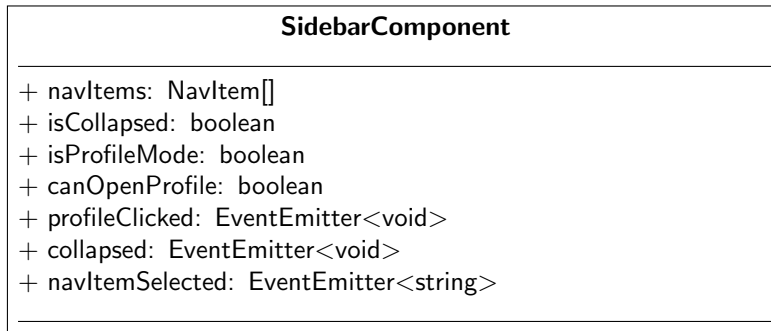 SidebarComponent
+ navItems: NavItem[]
+ isCollapsed: boolean
+ isProfileMode: boolean
+ canOpenProfile: boolean
+ profileClicked: EventEmitter<void>
+ collapsed: EventEmitter<void>
+ navItemSelected: EventEmitter<string>